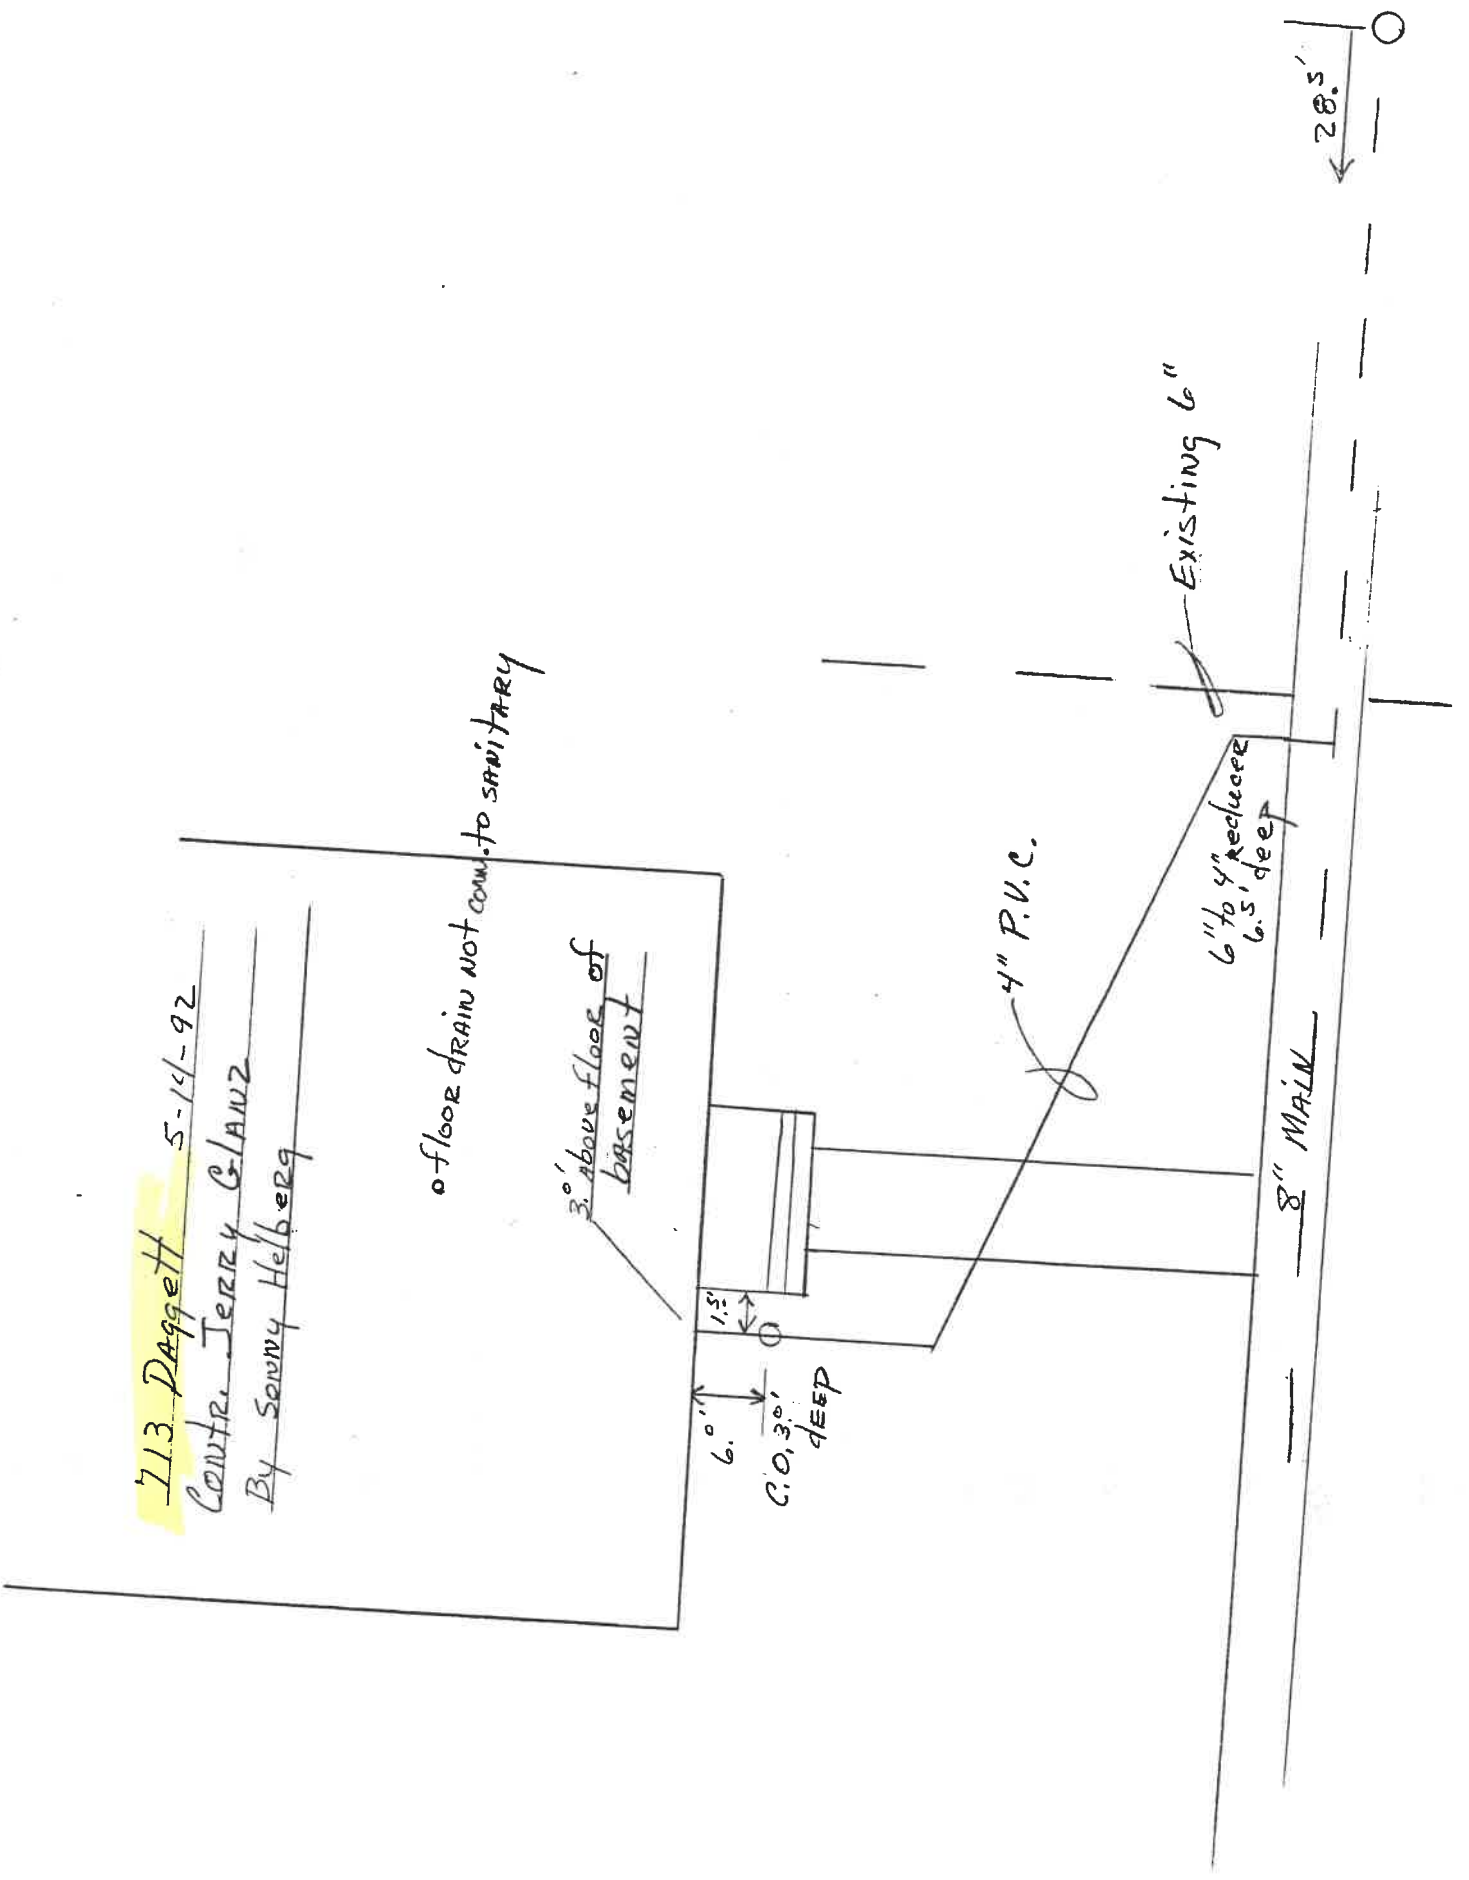 713 Daggett 5-14-92
Contr. Jerry Glanz
By Sonny Helberg
floor drain not conn. to sanitary
3.0' above floor of
basement
1.5'
6.0'
C.O. 3.0'
deep
4" P.V.C.
Existing 6"
6" to 4" reducer
6.5' deep
8" Main
28.5'